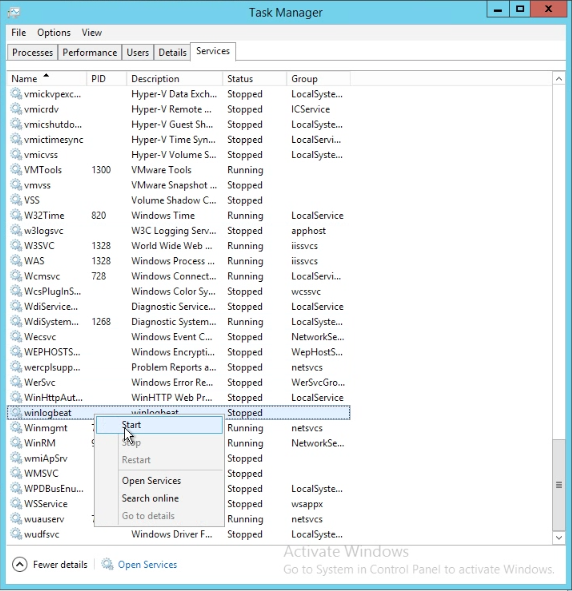 Task Manager
File Options View
Processes Performance Users Details Services
Name PID Description Status Group
vmickvpexc... Hyper-V Data Exch... Stopped LocalSyste...
vmicrdv Hyper-V Remote ... Stopped ICService
vmicshutdo... Hyper-V Guest Sh... Stopped LocalSyste...
vmictimesync Hyper-V Time Syn... Stopped LocalServi...
vmicvss Hyper-V Volume S... Stopped LocalSyste...
VMTools 1300 VMware Tools Running
vmvss VMware Snapshot ... Stopped
VSS Volume Shadow C... Stopped
W32Time 820 Windows Time Running LocalService
w3logsvc W3C Logging Serv... Stopped apphost
W3SVC 1328 World Wide Web ... Running iissvcs
WAS 1328 Windows Process ... Running iissvcs
Wcmsvc 728 Windows Connect... Running LocalServi...
WcsPlugInS... Windows Color Sy... Stopped wcssvc
WdiService... Diagnostic Service... Stopped LocalService
WdiSystem... 1268 Diagnostic System... Running LocalSyste...
Wecsvc Windows Event C... Stopped NetworkSe...
WEPHOSTS... Windows Encrypti... Stopped WepHostS...
wercplsupp... Problem Reports a... Stopped netsvcs
WerSvc Windows Error Re... Stopped WerSvcGro...
WinHttpAut... WinHTTP Web Pr... Running LocalService
winlogbeat winlogbeat Stopped
Start
Winmgmt Running netsvcs
Stop
WinRM Running NetworkSe...
Restart
wmiApSrv Stopped
WMSVC Stopped
Open Services
WPDBusEnu... Stopped LocalSyste...
Search online
WSService Stopped wsappx
Go to details
wuauserv Running netsvcs
wudfsvc Windows Driver F... Stopped LocalSyste...
Activate Windows
Fewer details Open Services
Go to System in Control Panel to activate Windows.